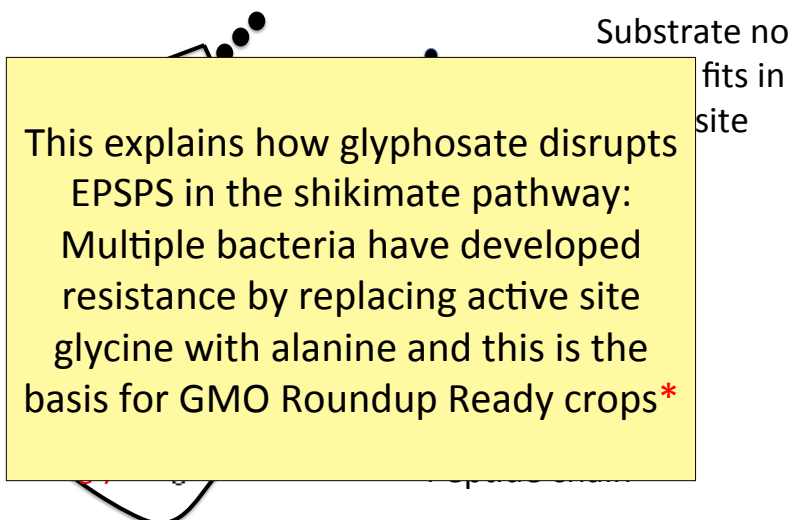 Substrate no
fits in
site
This explains how glyphosate disrupts
EPSPS in the shikimate pathway:
Multiple bacteria have developed
resistance by replacing active site
glycine with alanine and this is the
basis for GMO Roundup Ready crops*